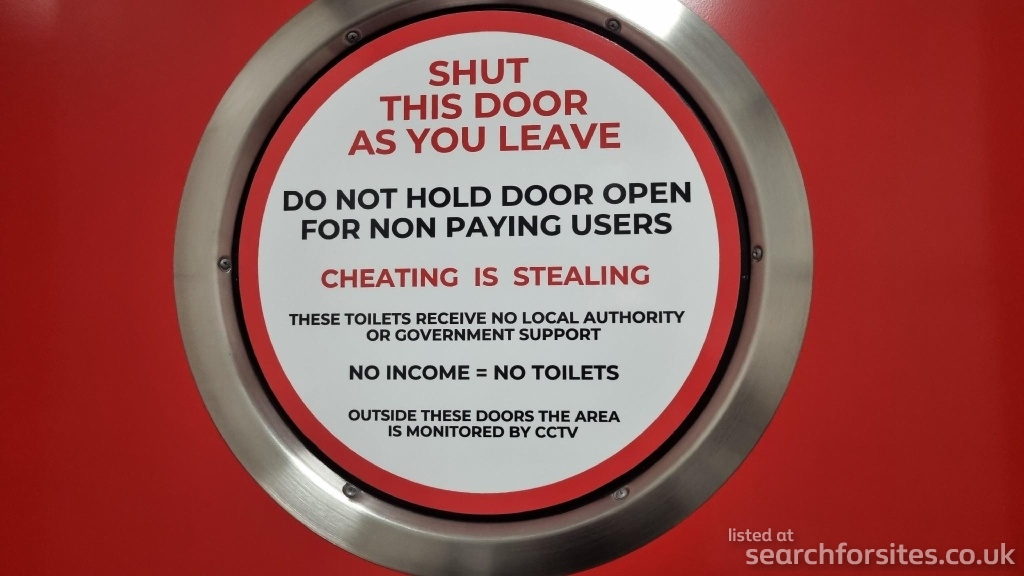 SHUT
THIS DOOR
AS YOU LEAVE
DO NOT HOLD DOOR OPEN
FOR NON PAYING USERS
CHEATING IS STEALING
THESE TOILETS RECEIVE NO LOCAL AUTHORITY
OR GOVERNMENT SUPPORT
NO INCOME = NO TOILETS
OUTSIDE THESE DOORS THE AREA
IS MONITORED BY CCTV
listed at
searchforsites.co.uk